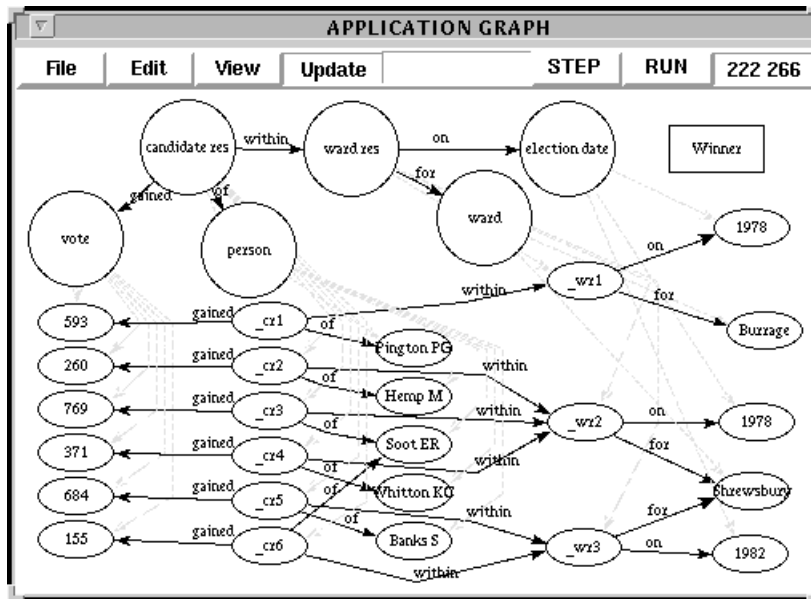 APPLICATION GRAPH
File Edit View Update STEP RUN 222 266
candidate res within ward res on election date Winner
gained of for
vote person ward
1978
on
_wr1
within for
593 gained _cr1 of Pington PG Burrage
260 gained _cr2 of Hemp M within
769 gained _cr3 of Soot ER within _wr2 on 1978
371 gained _cr4 of Whitton KC within for
684 gained _cr5 of Banks S within for Shrewsbury
155 gained _cr6 of within _wr3 on 1982